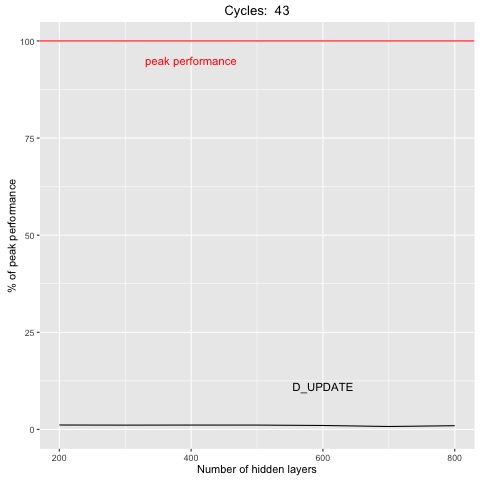 Cycles: 43
100
peak performance
75
% of peak performance
50
25
D_UPDATE
0
200
400
600
800
Number of hidden layers